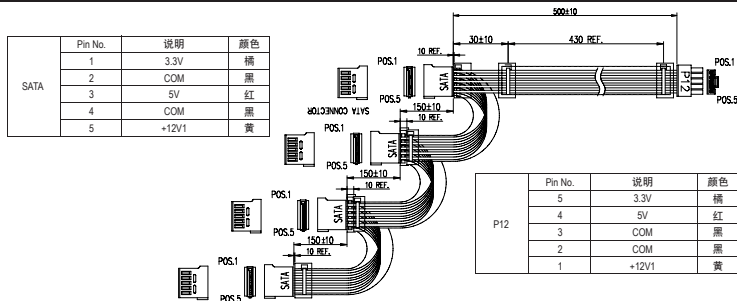 500±10
30±10
430 REF.
10 REF.
POS.1
POS.5
SATA
P12
POS.1
POS.5
Pin No. 说明 颜色
SATA
1 3.3V 橘
2 COM 黑
3 5V 红
4 COM 黑
5 +12V1 黄
SATA CONNECTOR
150±10
10 REF.
POS.1
POS.5
SATA
150±10
10 REF.
POS.1
POS.5
SATA
150±10
10 REF.
POS.1
POS.5
SATA
Pin No. 说明 颜色
P12
5 3.3V 橘
4 5V 红
3 COM 黑
2 COM 黑
1 +12V1 黄